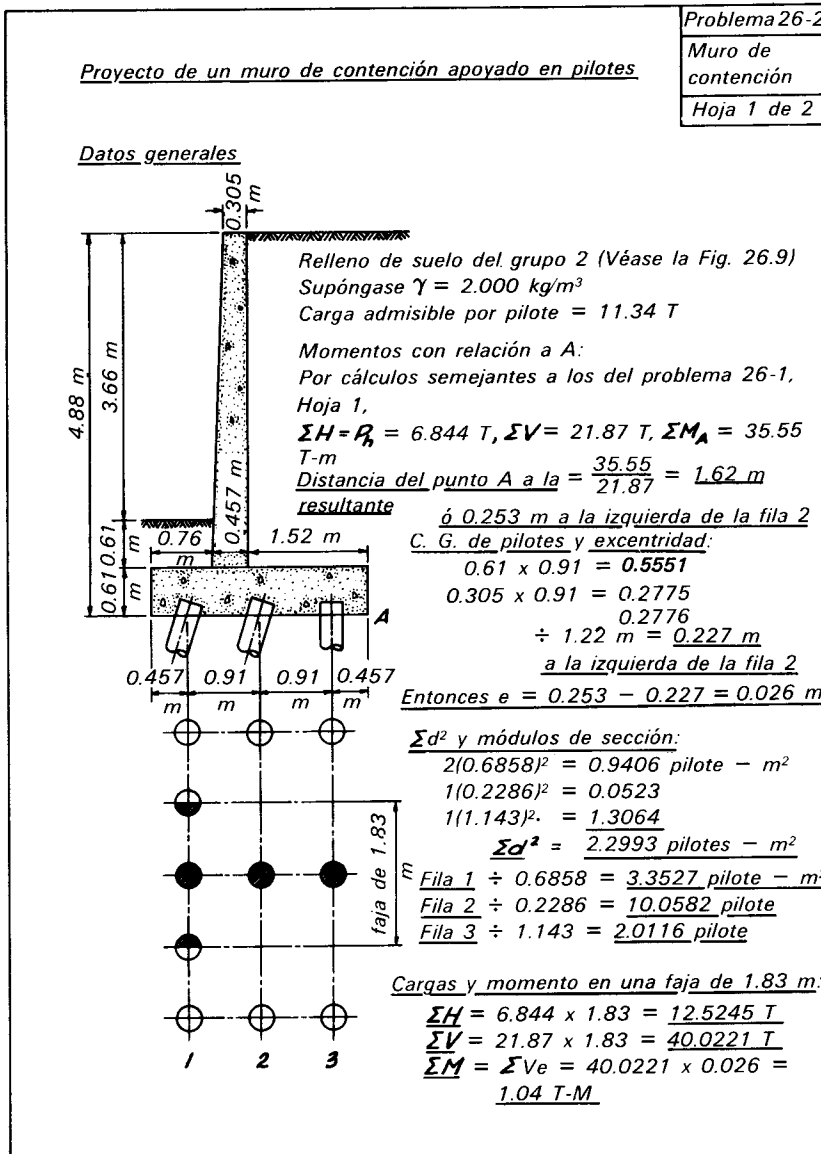 Problema 26-2
Muro de
contención
Hoja 1 de 2
Proyecto de un muro de contención apoyado en pilotes
Datos generales
0.305
m
Relleno de suelo del grupo 2 (Véase la Fig. 26.9)
Supóngase γ = 2.000 kg/m³
Carga admisible por pilote = 11.34 T
4.88 m
3.66 m
Momentos con relación a A:
Por cálculos semejantes a los del problema 26-1,
Hoja 1,
ΣH = Pₕ = 6.844 T, ΣV = 21.87 T, ΣM_A = 35.55
T-m
Distancia del punto A a la = 35.55 / 21.87 = 1.62 m
resultante
0.457 m
0.61
m
0.76
m
1.52 m
0.61
m
A
ó 0.253 m a la izquierda de la fila 2
C. G. de pilotes y excentridad:
0.61 x 0.91 = 0.5551
0.305 x 0.91 = 0.2775
0.2776
÷ 1.22 m = 0.227 m
a la izquierda de la fila 2
0.457 0.91 0.91 0.457
m m m m
Entonces e = 0.253 − 0.227 = 0.026 m
Σd² y módulos de sección:
2(0.6858)² = 0.9406 pilote − m²
1(0.2286)² = 0.0523
1(1.143)². = 1.3064
Σd² = 2.2993 pilotes − m²
faja de 1.83
m
Fila 1 ÷ 0.6858 = 3.3527 pilote − m²
Fila 2 ÷ 0.2286 = 10.0582 pilote
Fila 3 ÷ 1.143 = 2.0116 pilote
Cargas y momento en una faja de 1.83 m:
ΣH = 6.844 x 1.83 = 12.5245 T
ΣV = 21.87 x 1.83 = 40.0221 T
ΣM = ΣVe = 40.0221 x 0.026 =
1.04 T-M
1 2 3